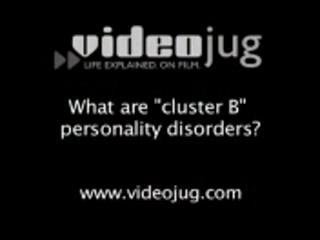 videojug
LIFE EXPLAINED. ON FILM.
What are "cluster B"
personality disorders?
www.videojug.com